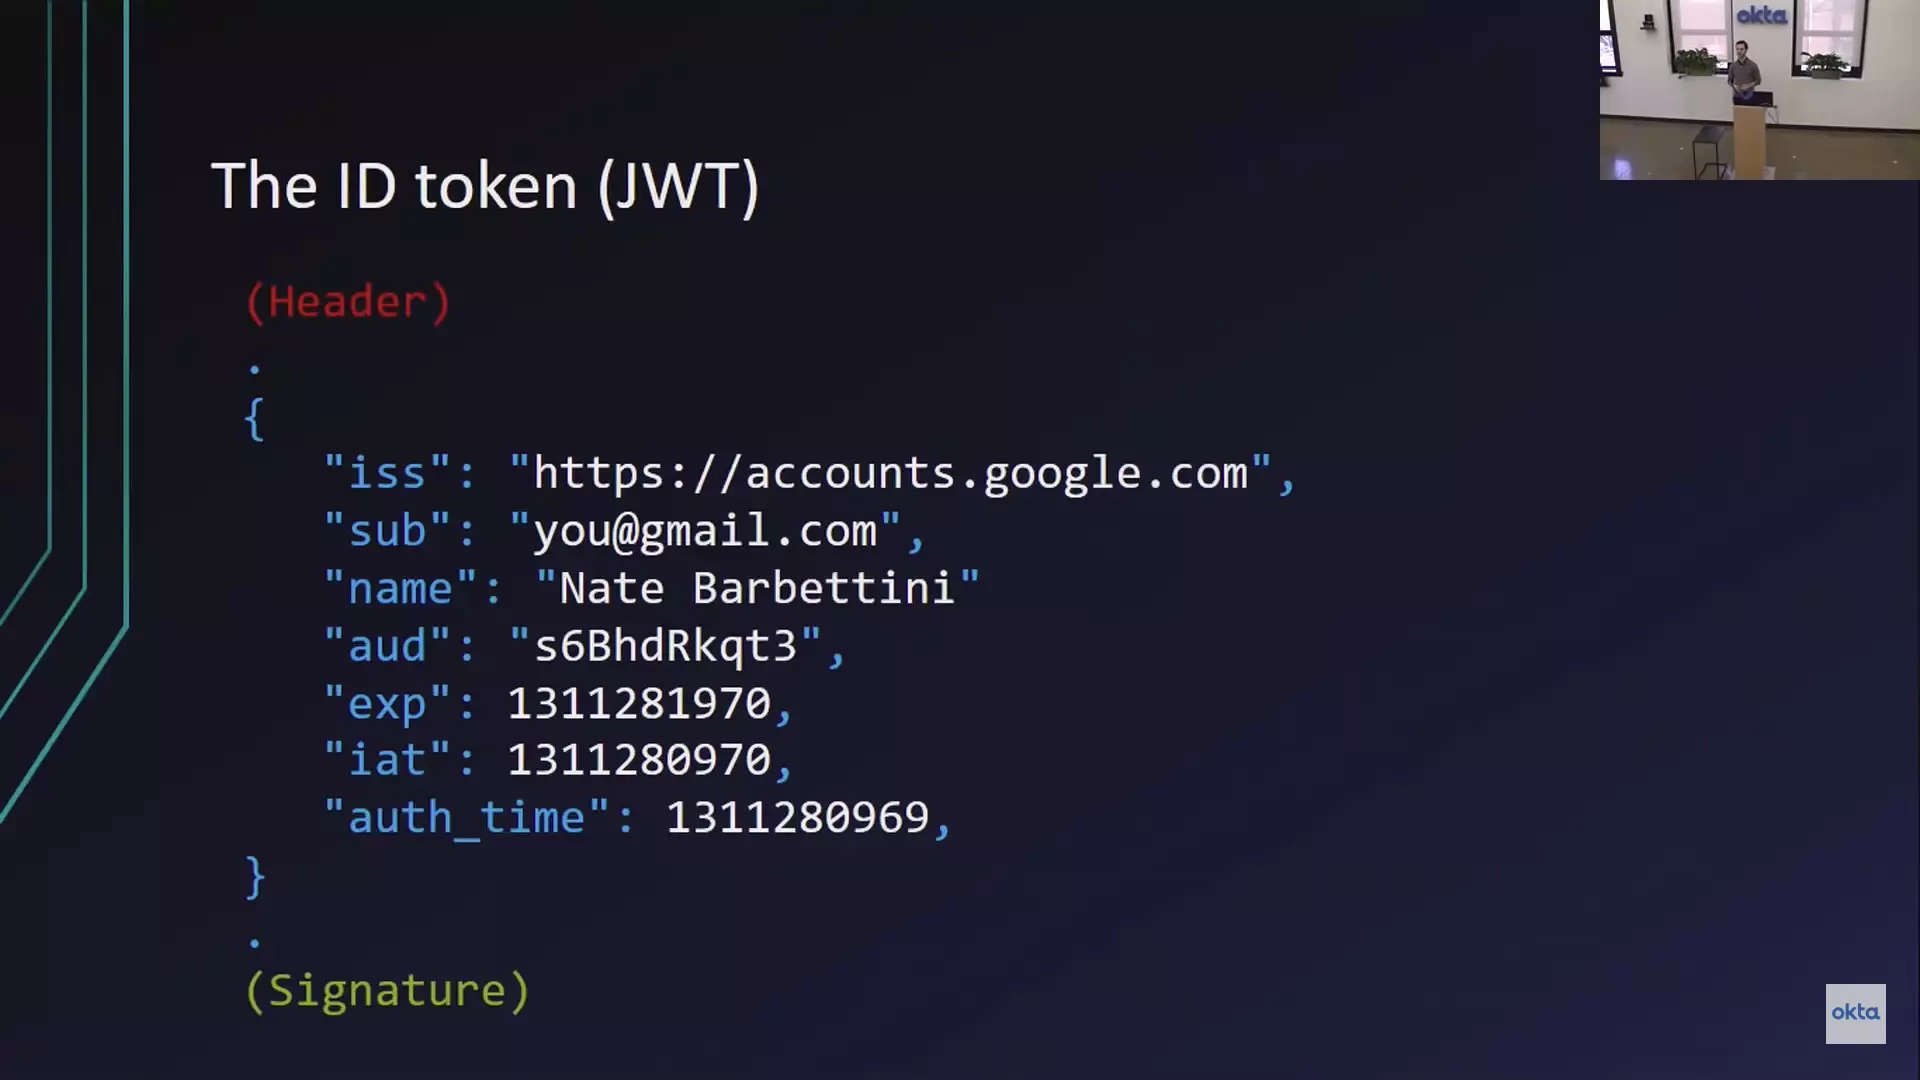 okta
The ID token (JWT)
(Header)
.
{
"iss": "https://accounts.google.com",
"sub": "you@gmail.com",
"name": "Nate Barbettini"
"aud": "s6BhdRkqt3",
"exp": 1311281970,
"iat": 1311280970,
"auth_time": 1311280969,
}
.
(Signature)
okta